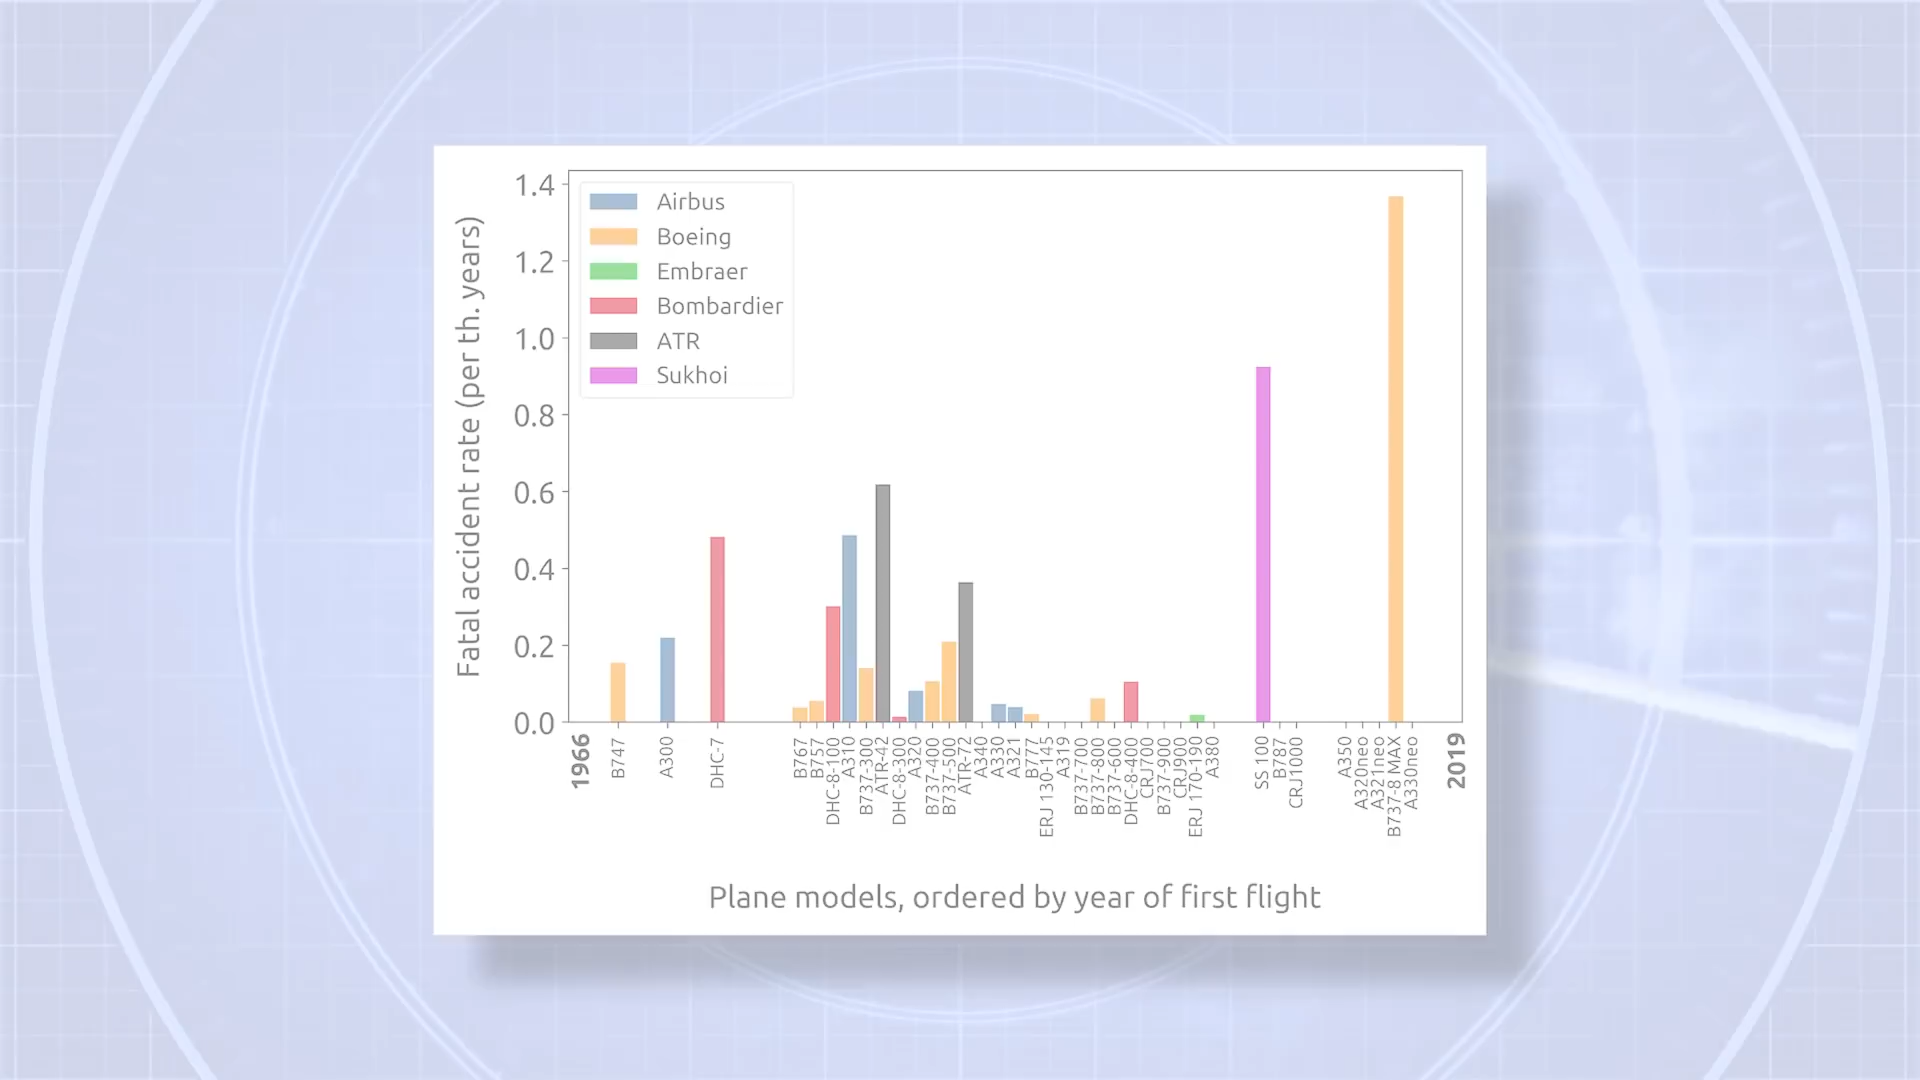 1.4
1.2
1.0
0.8
0.6
0.4
0.2
0.0
Fatal accident rate (per th. years)
Airbus
Boeing
Embraer
Bombardier
ATR
Sukhoi
1966
B747
A300
DHC-7
B767
B757
DHC-8-100
A310
B737-300
ATR-42
DHC-8-300
A320
B737-400
B737-500
ATR-72
A340
A330
A321
B777
ERJ 130-145
A319
B737-700
B737-800
B737-600
DHC-8-400
CRJ700
B737-900
CRJ900
ERJ 170-190
A380
SS 100
B787
CRJ1000
A350
A320neo
A321neo
B737-8 MAX
A330neo
2019
Plane models, ordered by year of first flight